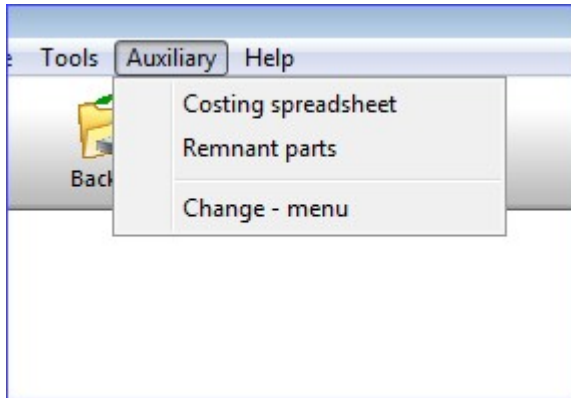 Tools Auxiliary Help
Costing spreadsheet
Remnant parts
Change - menu